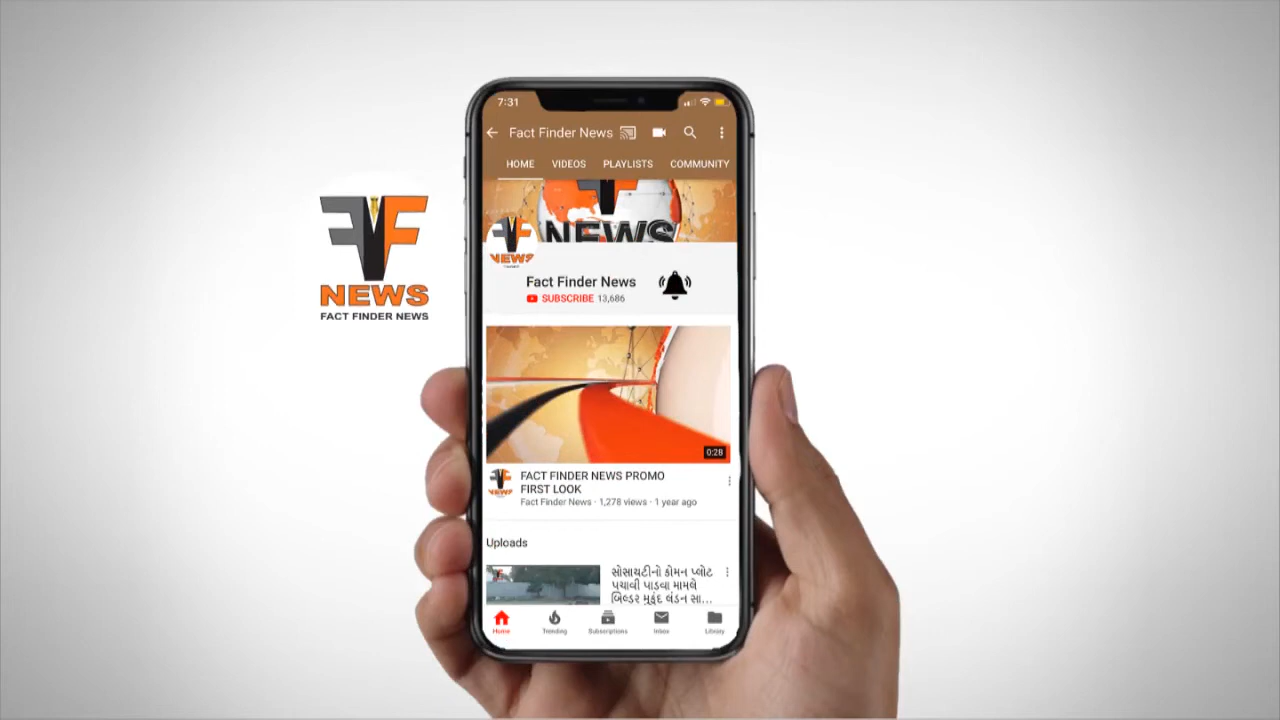 7:31
Fact Finder News
HOME VIDEOS PLAYLISTS COMMUNITY
NEWS
NEWS
Fact Finder News
SUBSCRIBE 13,686
NEWS
FACT FINDER NEWS
0:28
FACT FINDER NEWS PROMO
FIRST LOOK
Fact Finder News · 1,278 views · 1 year ago
Uploads
સોસાયટીનો કોમન પ્લોટ
પચાવી પાડવા મામલે
બિલ્ડર મુકુંદ લંડન સા...
Home Trending Subscriptions Inbox Library